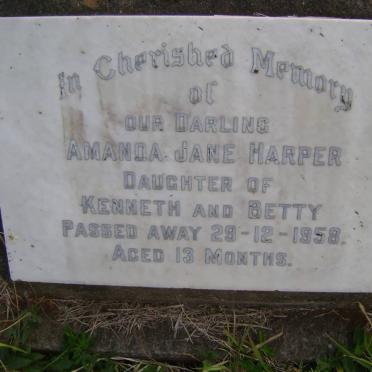 In Cherished Memory
of
OUR DARLING
AMANDA JANE HARPER
DAUGHTER OF
KENNETH AND BETTY
PASSED AWAY 29-12-1958.
AGED 13 MONTHS.